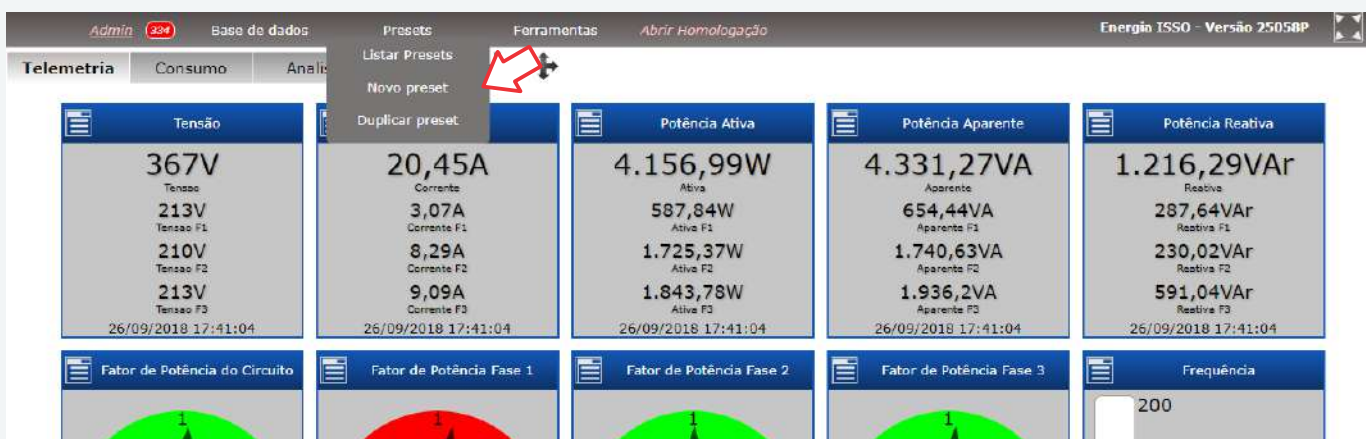 Admin 334 Base de dados Presets Ferramentas Abrir Homologação Energia ISSO - Versão 25058P
Listar Presets
Novo preset
Duplicar preset
Telemetria Consumo Analis
Tensão
367V
Tensao
213V
Tensao F1
210V
Tensao F2
213V
Tensao F3
26/09/2018 17:41:04
20,45A
Corrente
3,07A
Corrente F1
8,29A
Corrente F2
9,09A
Corrente F3
26/09/2018 17:41:04
Potência Ativa
4.156,99W
Ativa
587,84W
Ativa F1
1.725,37W
Ativa F2
1.843,78W
Ativa F3
26/09/2018 17:41:04
Potência Aparente
4.331,27VA
Aparente
654,44VA
Aparente F1
1.740,63VA
Aparente F2
1.936,2VA
Aparente F3
26/09/2018 17:41:04
Potência Reativa
1.216,29VAr
Reativa
287,64VAr
Reativa F1
230,02VAr
Reativa F2
591,04VAr
Reativa F3
26/09/2018 17:41:04
Fator de Potência do Circuito
1
Fator de Potência Fase 1
1
Fator de Potência Fase 2
1
Fator de Potência Fase 3
1
Frequência
200